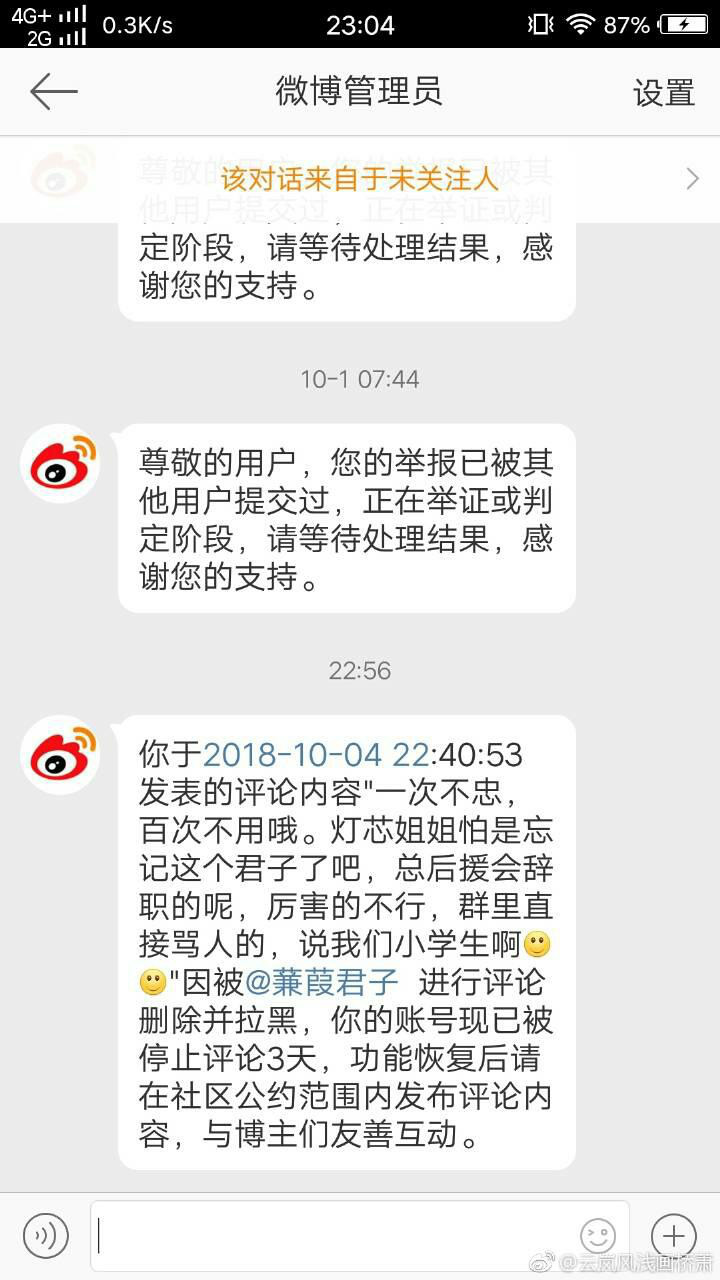 4G+
2G
0.3K/s
23:04
87%
微博管理员
设置
尊敬的用户，您的举报已被其
该对话来自于未关注人
他用户提交过，正在举证或判
定阶段，请等待处理结果，感
谢您的支持。
10-1 07:44
尊敬的用户，您的举报已被其
他用户提交过，正在举证或判
定阶段，请等待处理结果，感
谢您的支持。
22:56
你于2018-10-04 22:40:53
发表的评论内容"一次不忠，
百次不用哦。灯芯姐姐怕是忘
记这个君子了吧，总后援会辞
职的呢，厉害的不行，群里直
接骂人的，说我们小学生啊
"因被@蒹葭君子 进行评论
删除并拉黑，你的账号现已被
停止评论3天，功能恢复后请
在社区公约范围内发布评论内
容，与博主们友善互动。
@云岚风浅画桥萧